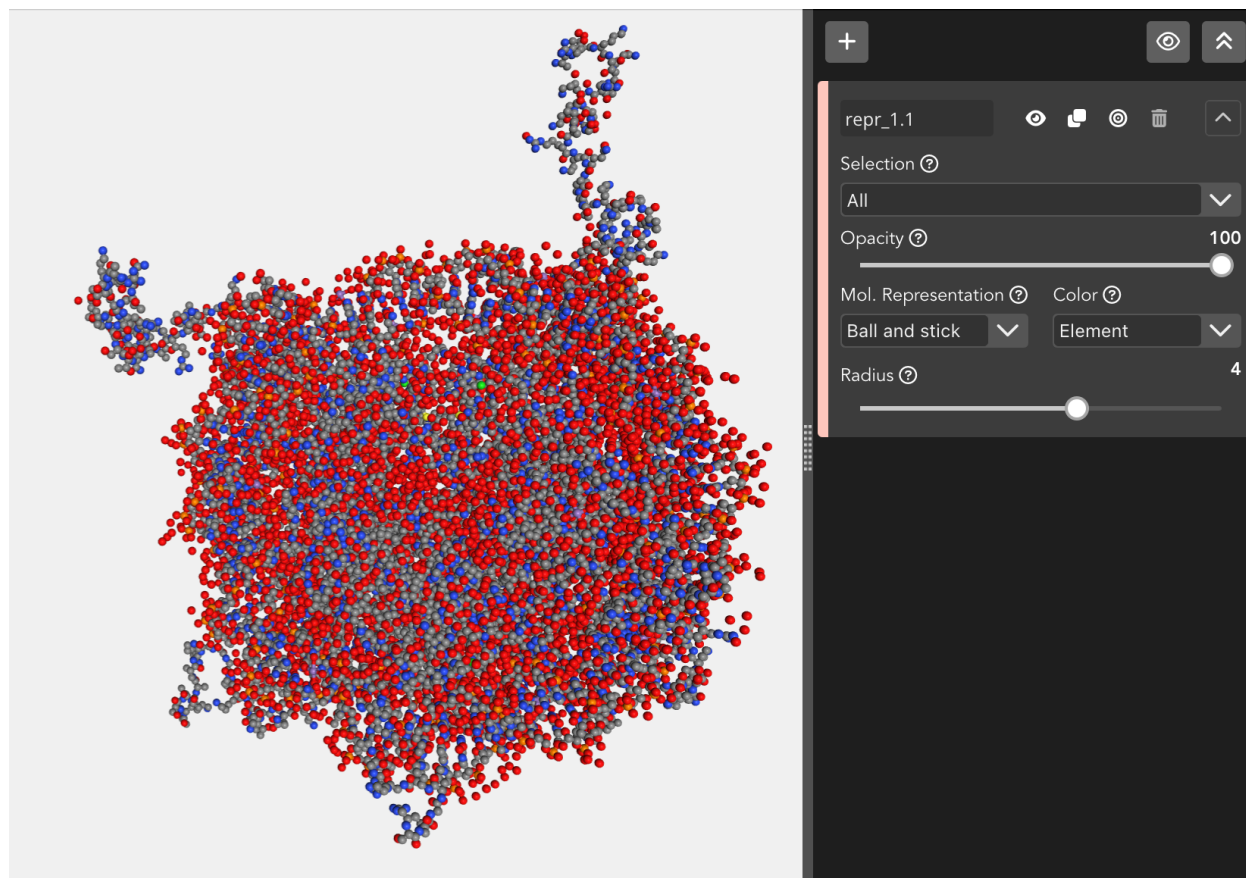 repr_1.1
Selection ?
All
Opacity ? 100
Mol. Representation ? Color ?
Ball and stick Element
Radius ? 4